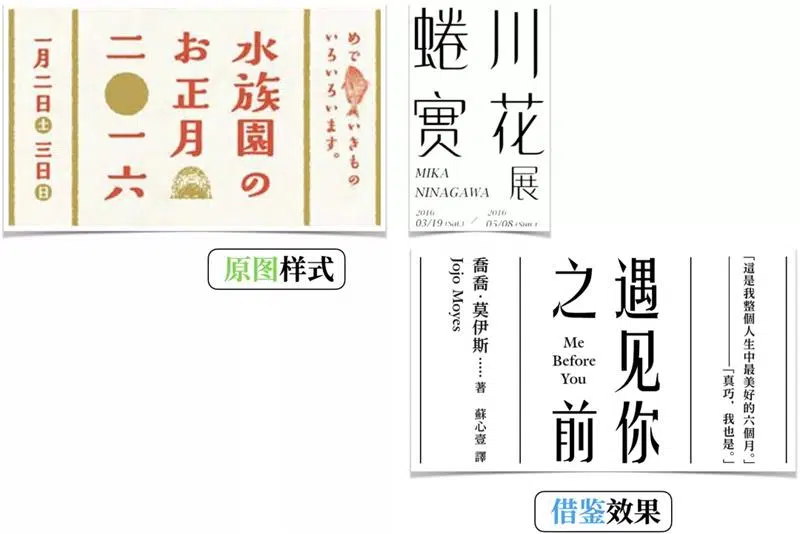 めでいきもの
いろいろいます。
水族園の
お正月
二〇一六
一月二日土 三日日
原图样式
蜷川
实花
展
MIKA
NINAGAWA
2016
03/19 (Sat.) /
2016
05/08 (Sun.)
「這是我整個人生中最美好的六個月。」
——「真巧，我也是。」
遇见你
之
Me
Before
You
前
喬喬·莫伊斯……著 蘇心壹 譯
Jojo Moyes
借鉴效果